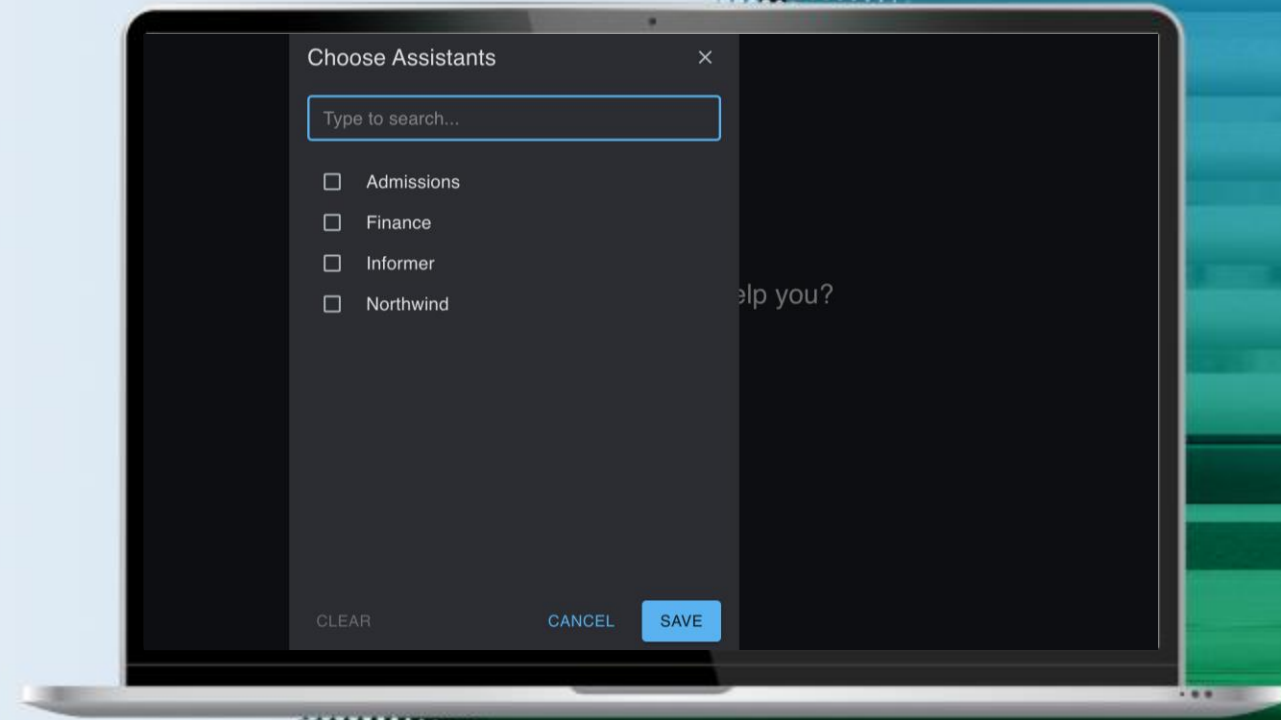 Choose Assistants
Type to search...
Admissions
Finance
Informer
Northwind
elp you?
CLEAR
CANCEL
SAVE